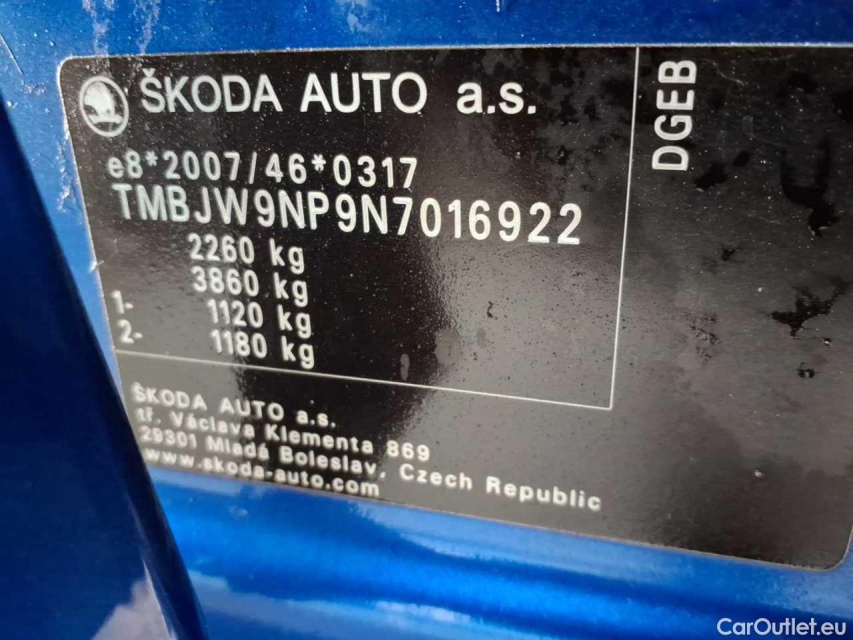 ŠKODA AUTO a.s.
e8*2007/46*0317
TMBJW9NP9N7016922
2260 kg
3860 kg
1- 1120 kg
2- 1180 kg
DGEB
ŠKODA AUTO a.s.
tř. Václava Klementa 869
29301 Mladá Boleslav, Czech Republic
www.skoda-auto.com
CarOutlet.eu